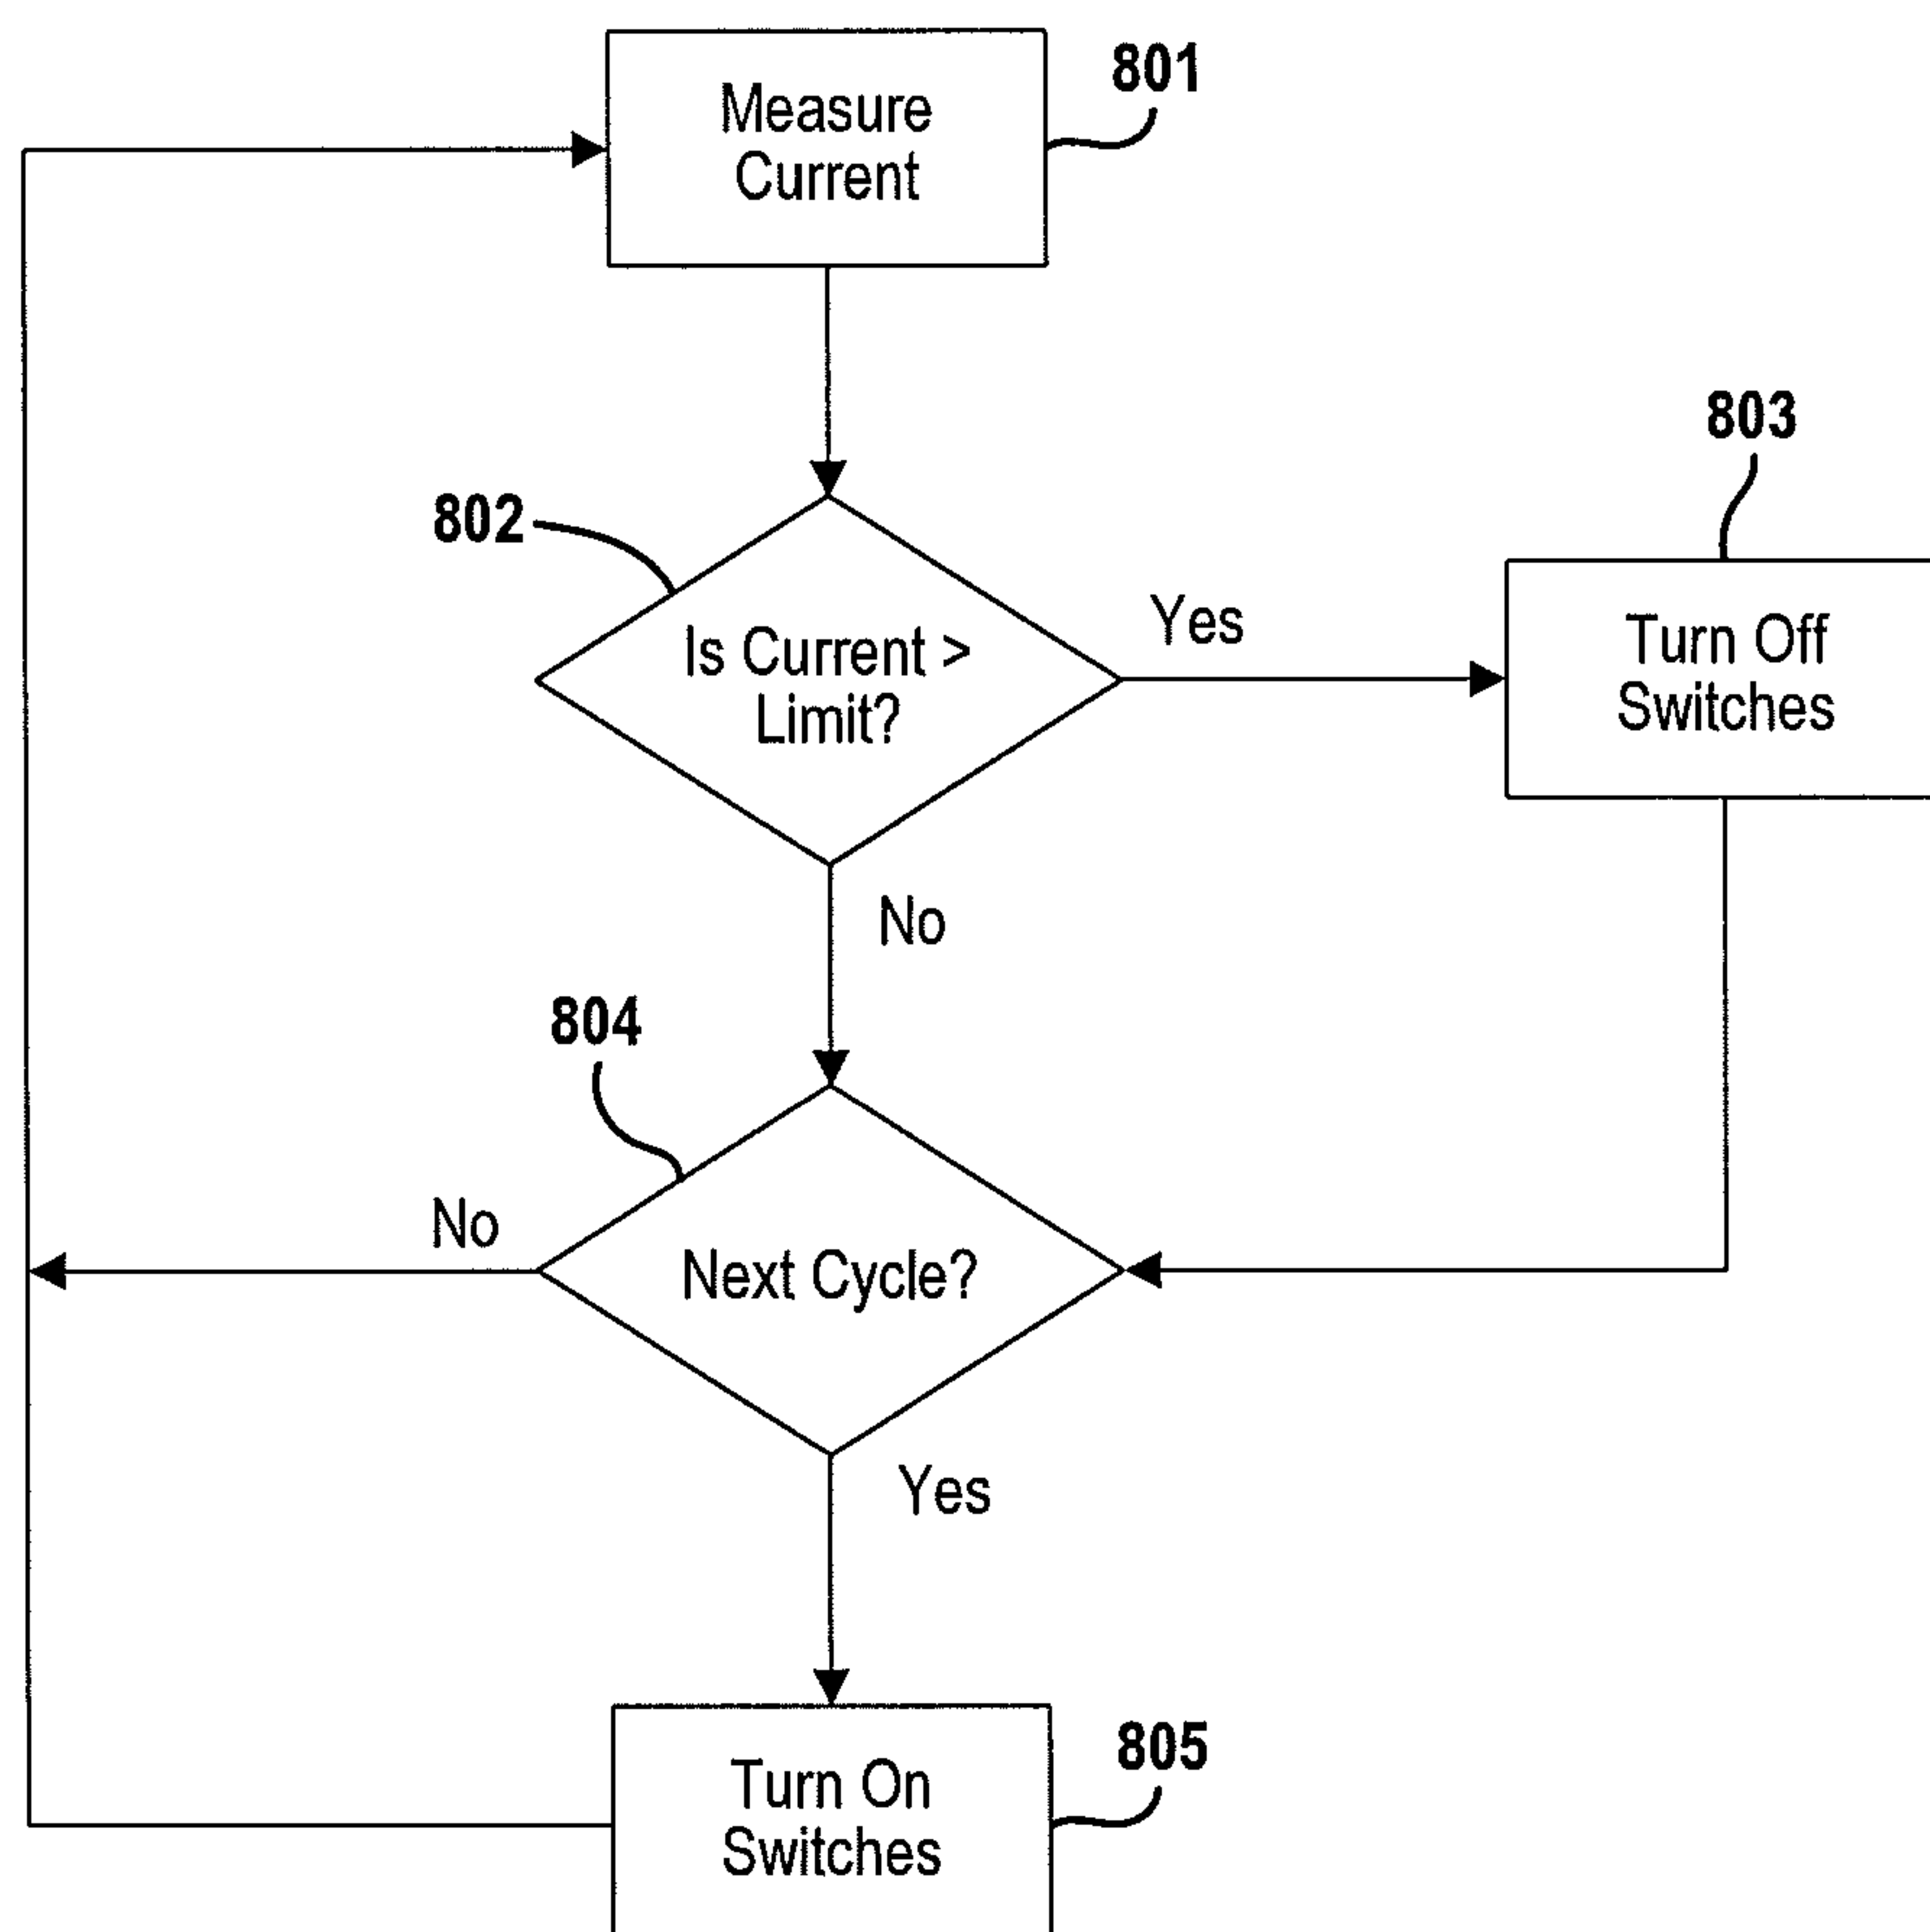 Measure
Current
801
802
Is Current >
Limit?
Yes
803
Turn Off
Switches
No
804
No
Next Cycle?
Yes
Turn On
Switches
805